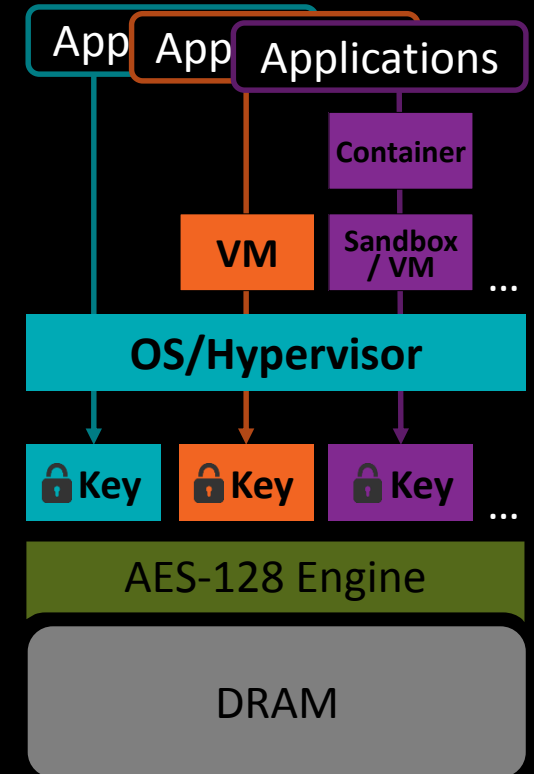 App
App
Applications
Container
VM
Sandbox
/ VM
...
OS/Hypervisor
Key
Key
Key
...
AES-128 Engine
DRAM